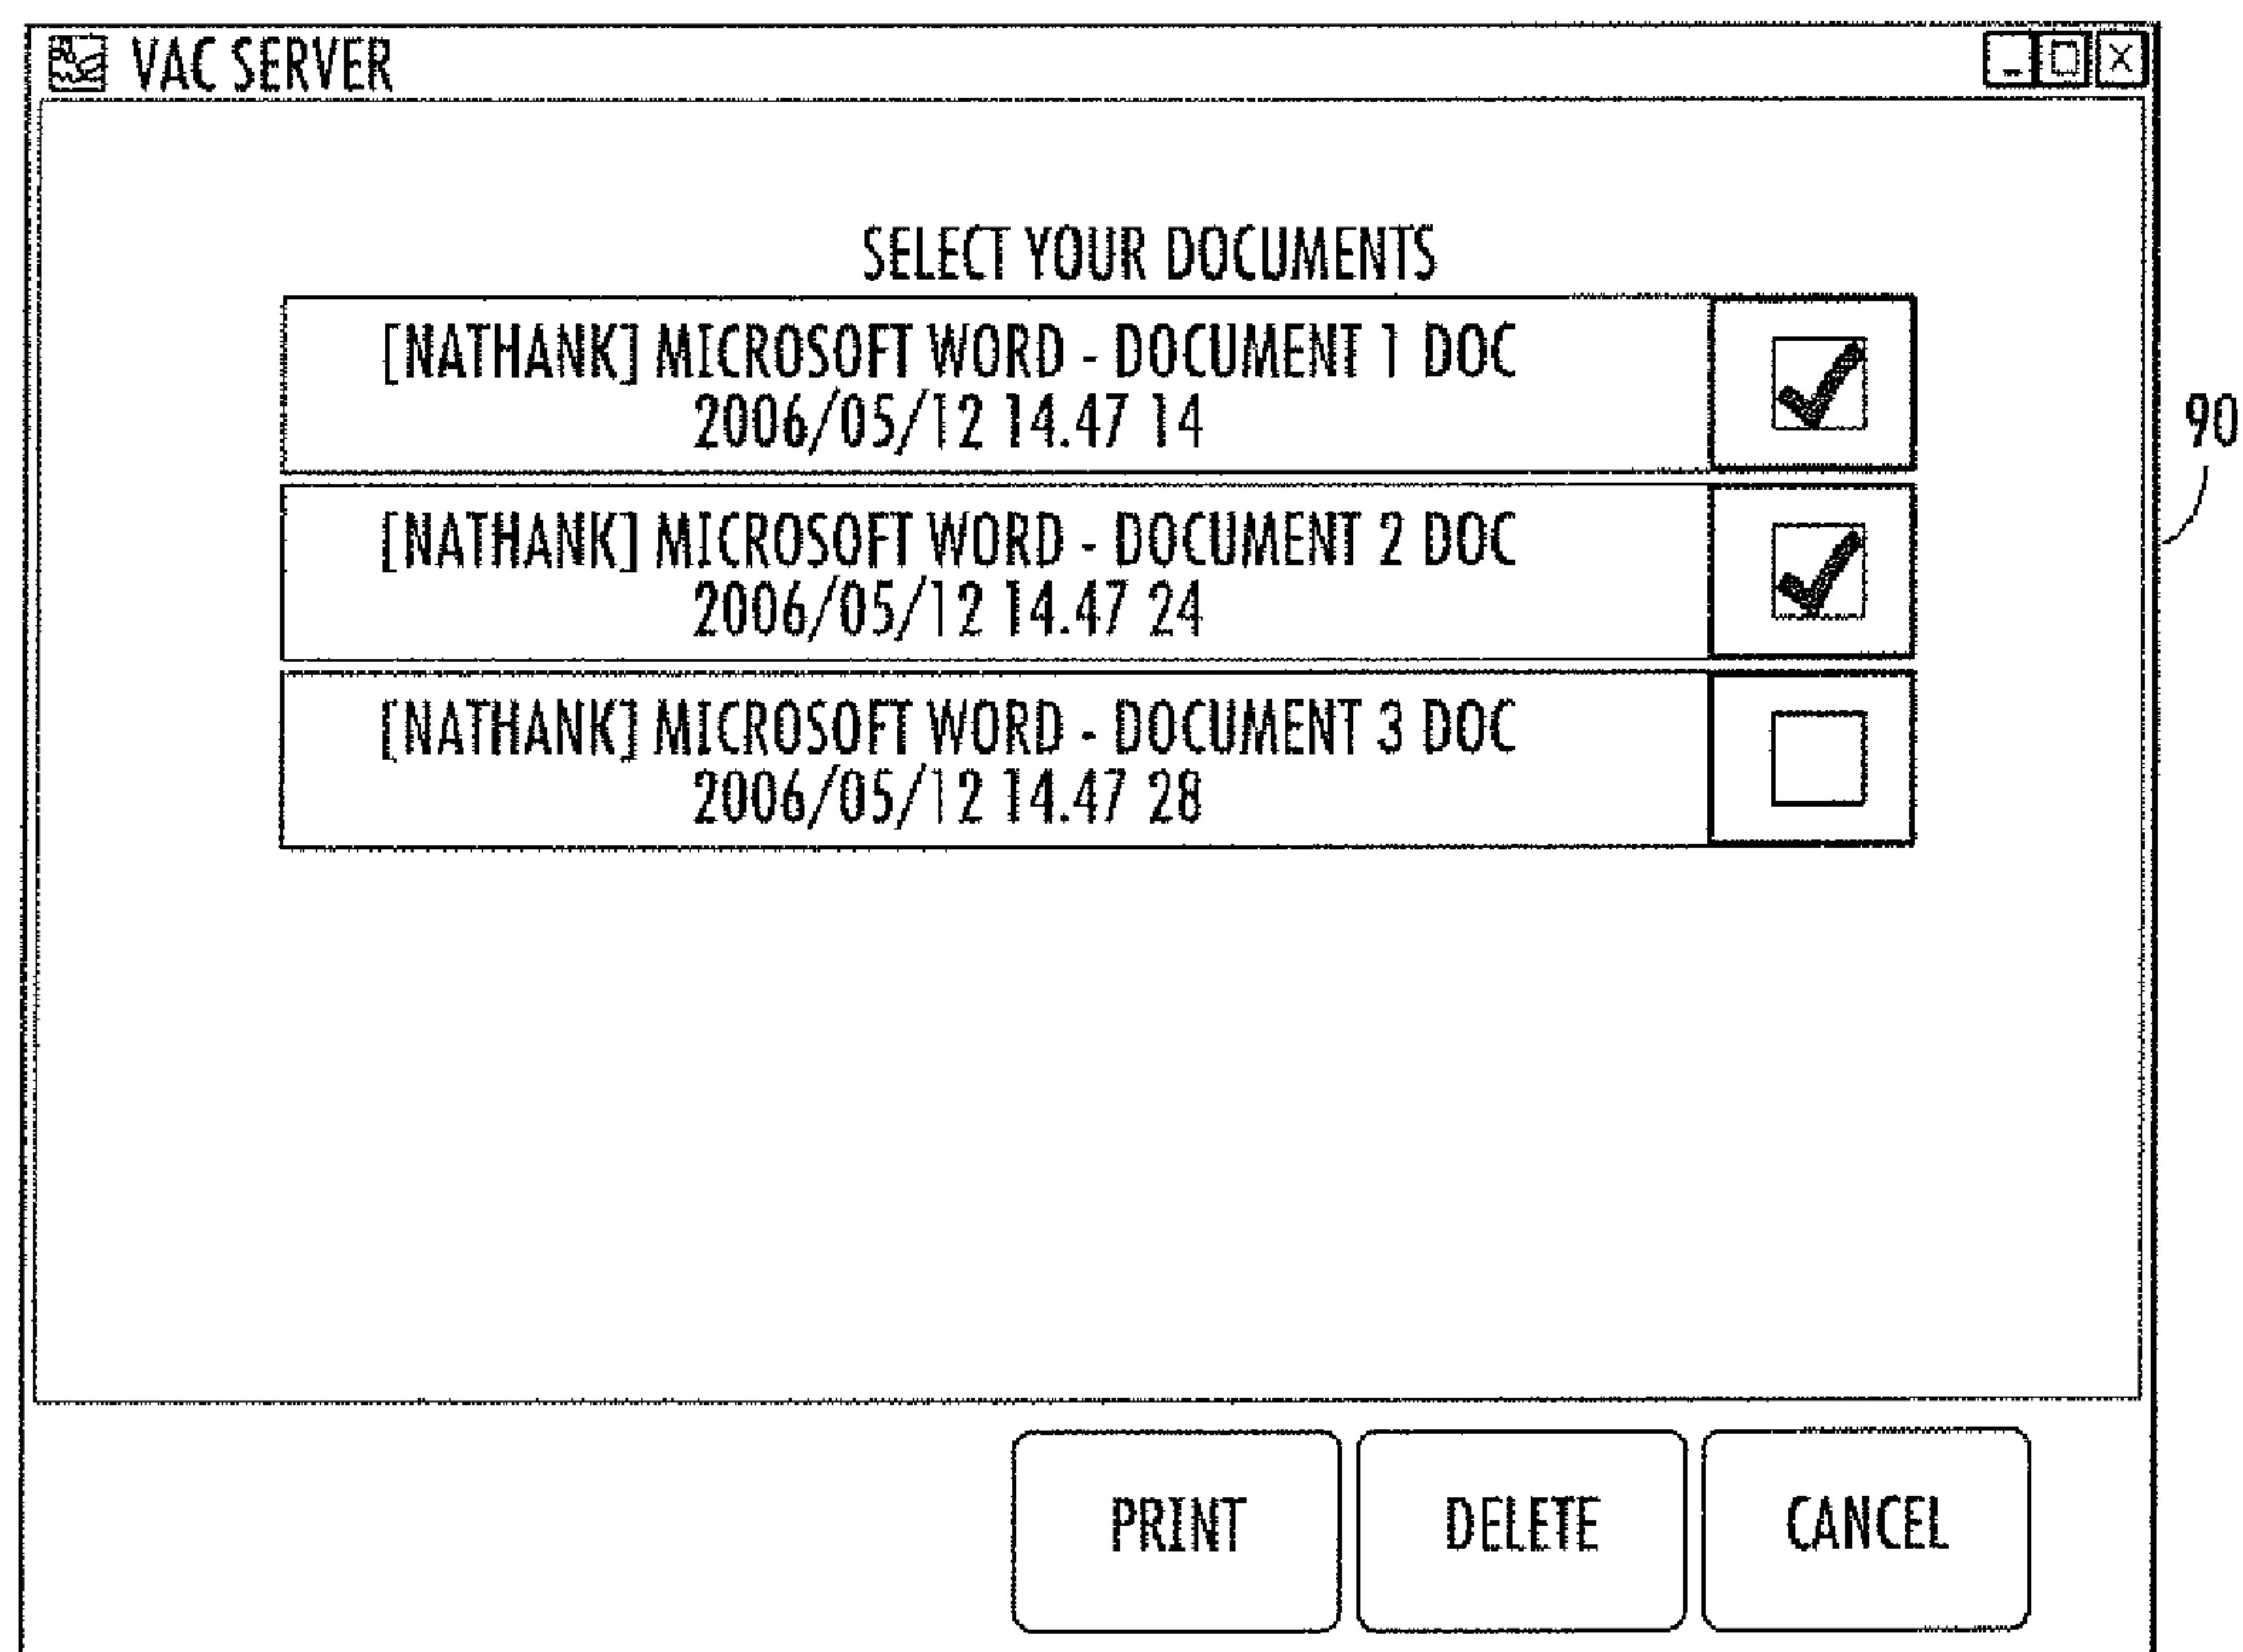 VAC SERVER
SELECT YOUR DOCUMENTS
[NATHANK] MICROSOFT WORD - DOCUMENT 1 DOC
2006/05/12 14.47 14
90
[NATHANK] MICROSOFT WORD - DOCUMENT 2 DOC
2006/05/12 14.47 24
[NATHANK] MICROSOFT WORD - DOCUMENT 3 DOC
2006/05/12 14.47 28
PRINT
DELETE
CANCEL